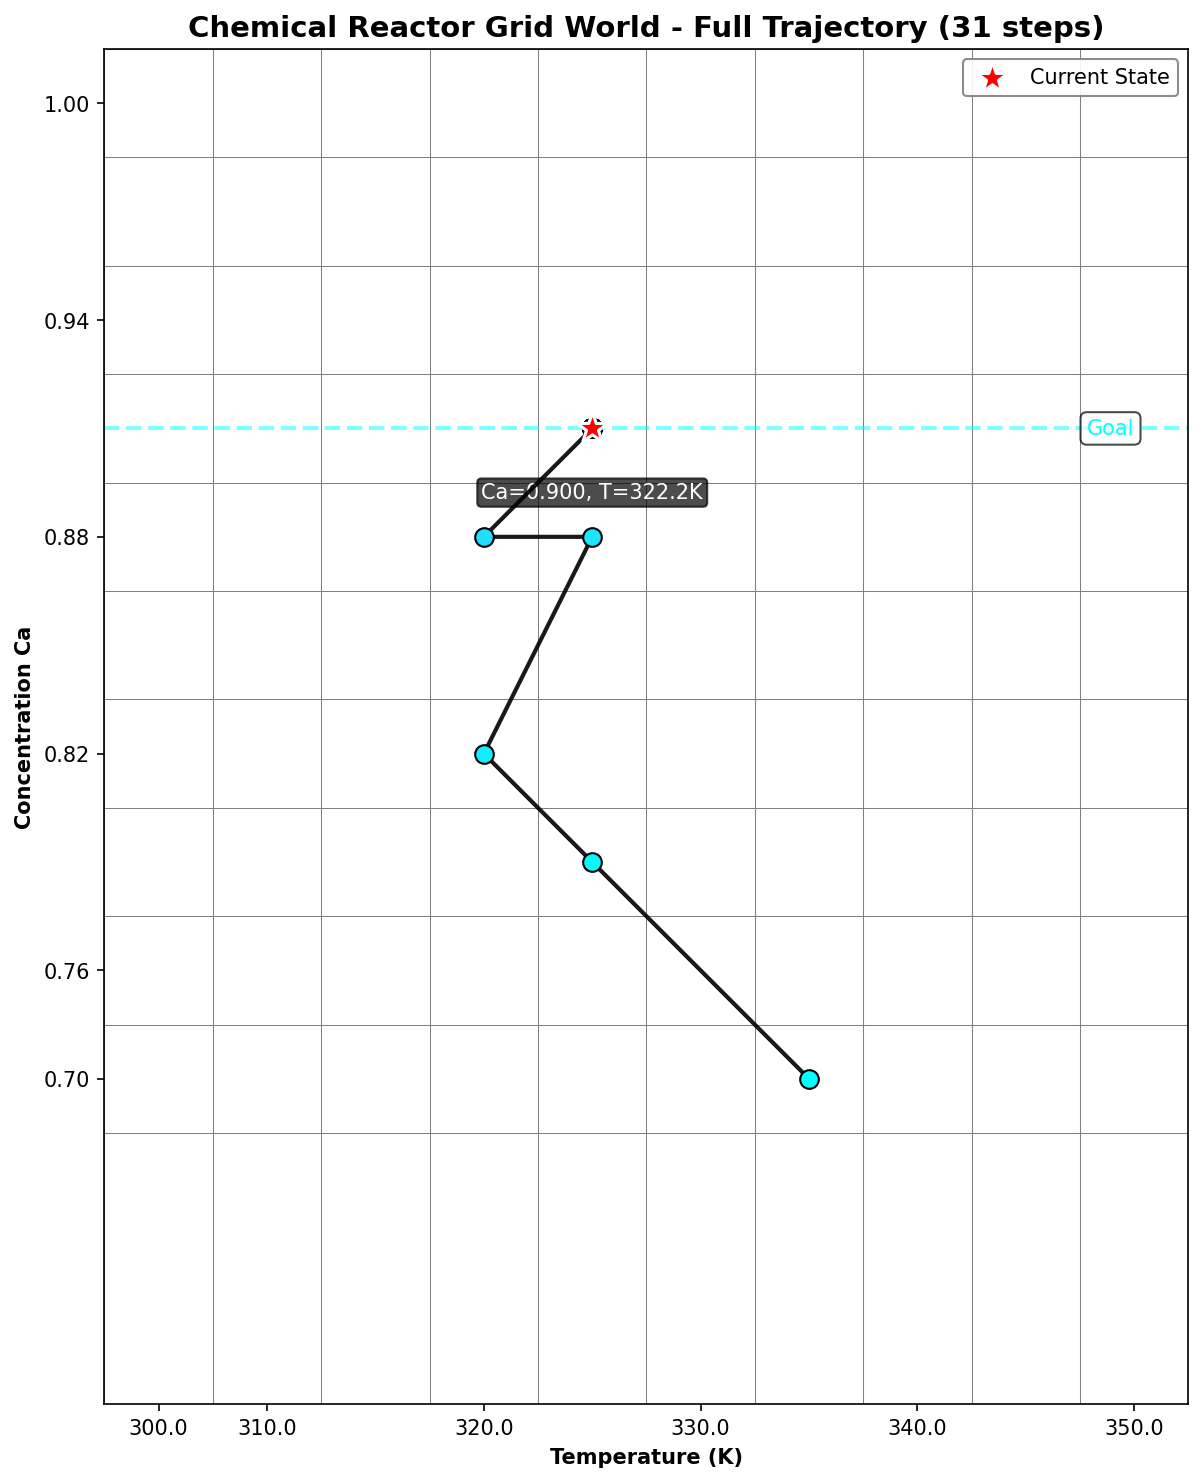 Chemical Reactor Grid World - Full Trajectory (31 steps)
Current State
1.00
0.94
Goal
Ca=0.900, T=322.2K
0.88
0.82
0.76
0.70
Concentration Ca
300.0 310.0 320.0 330.0 340.0 350.0
Temperature (K)